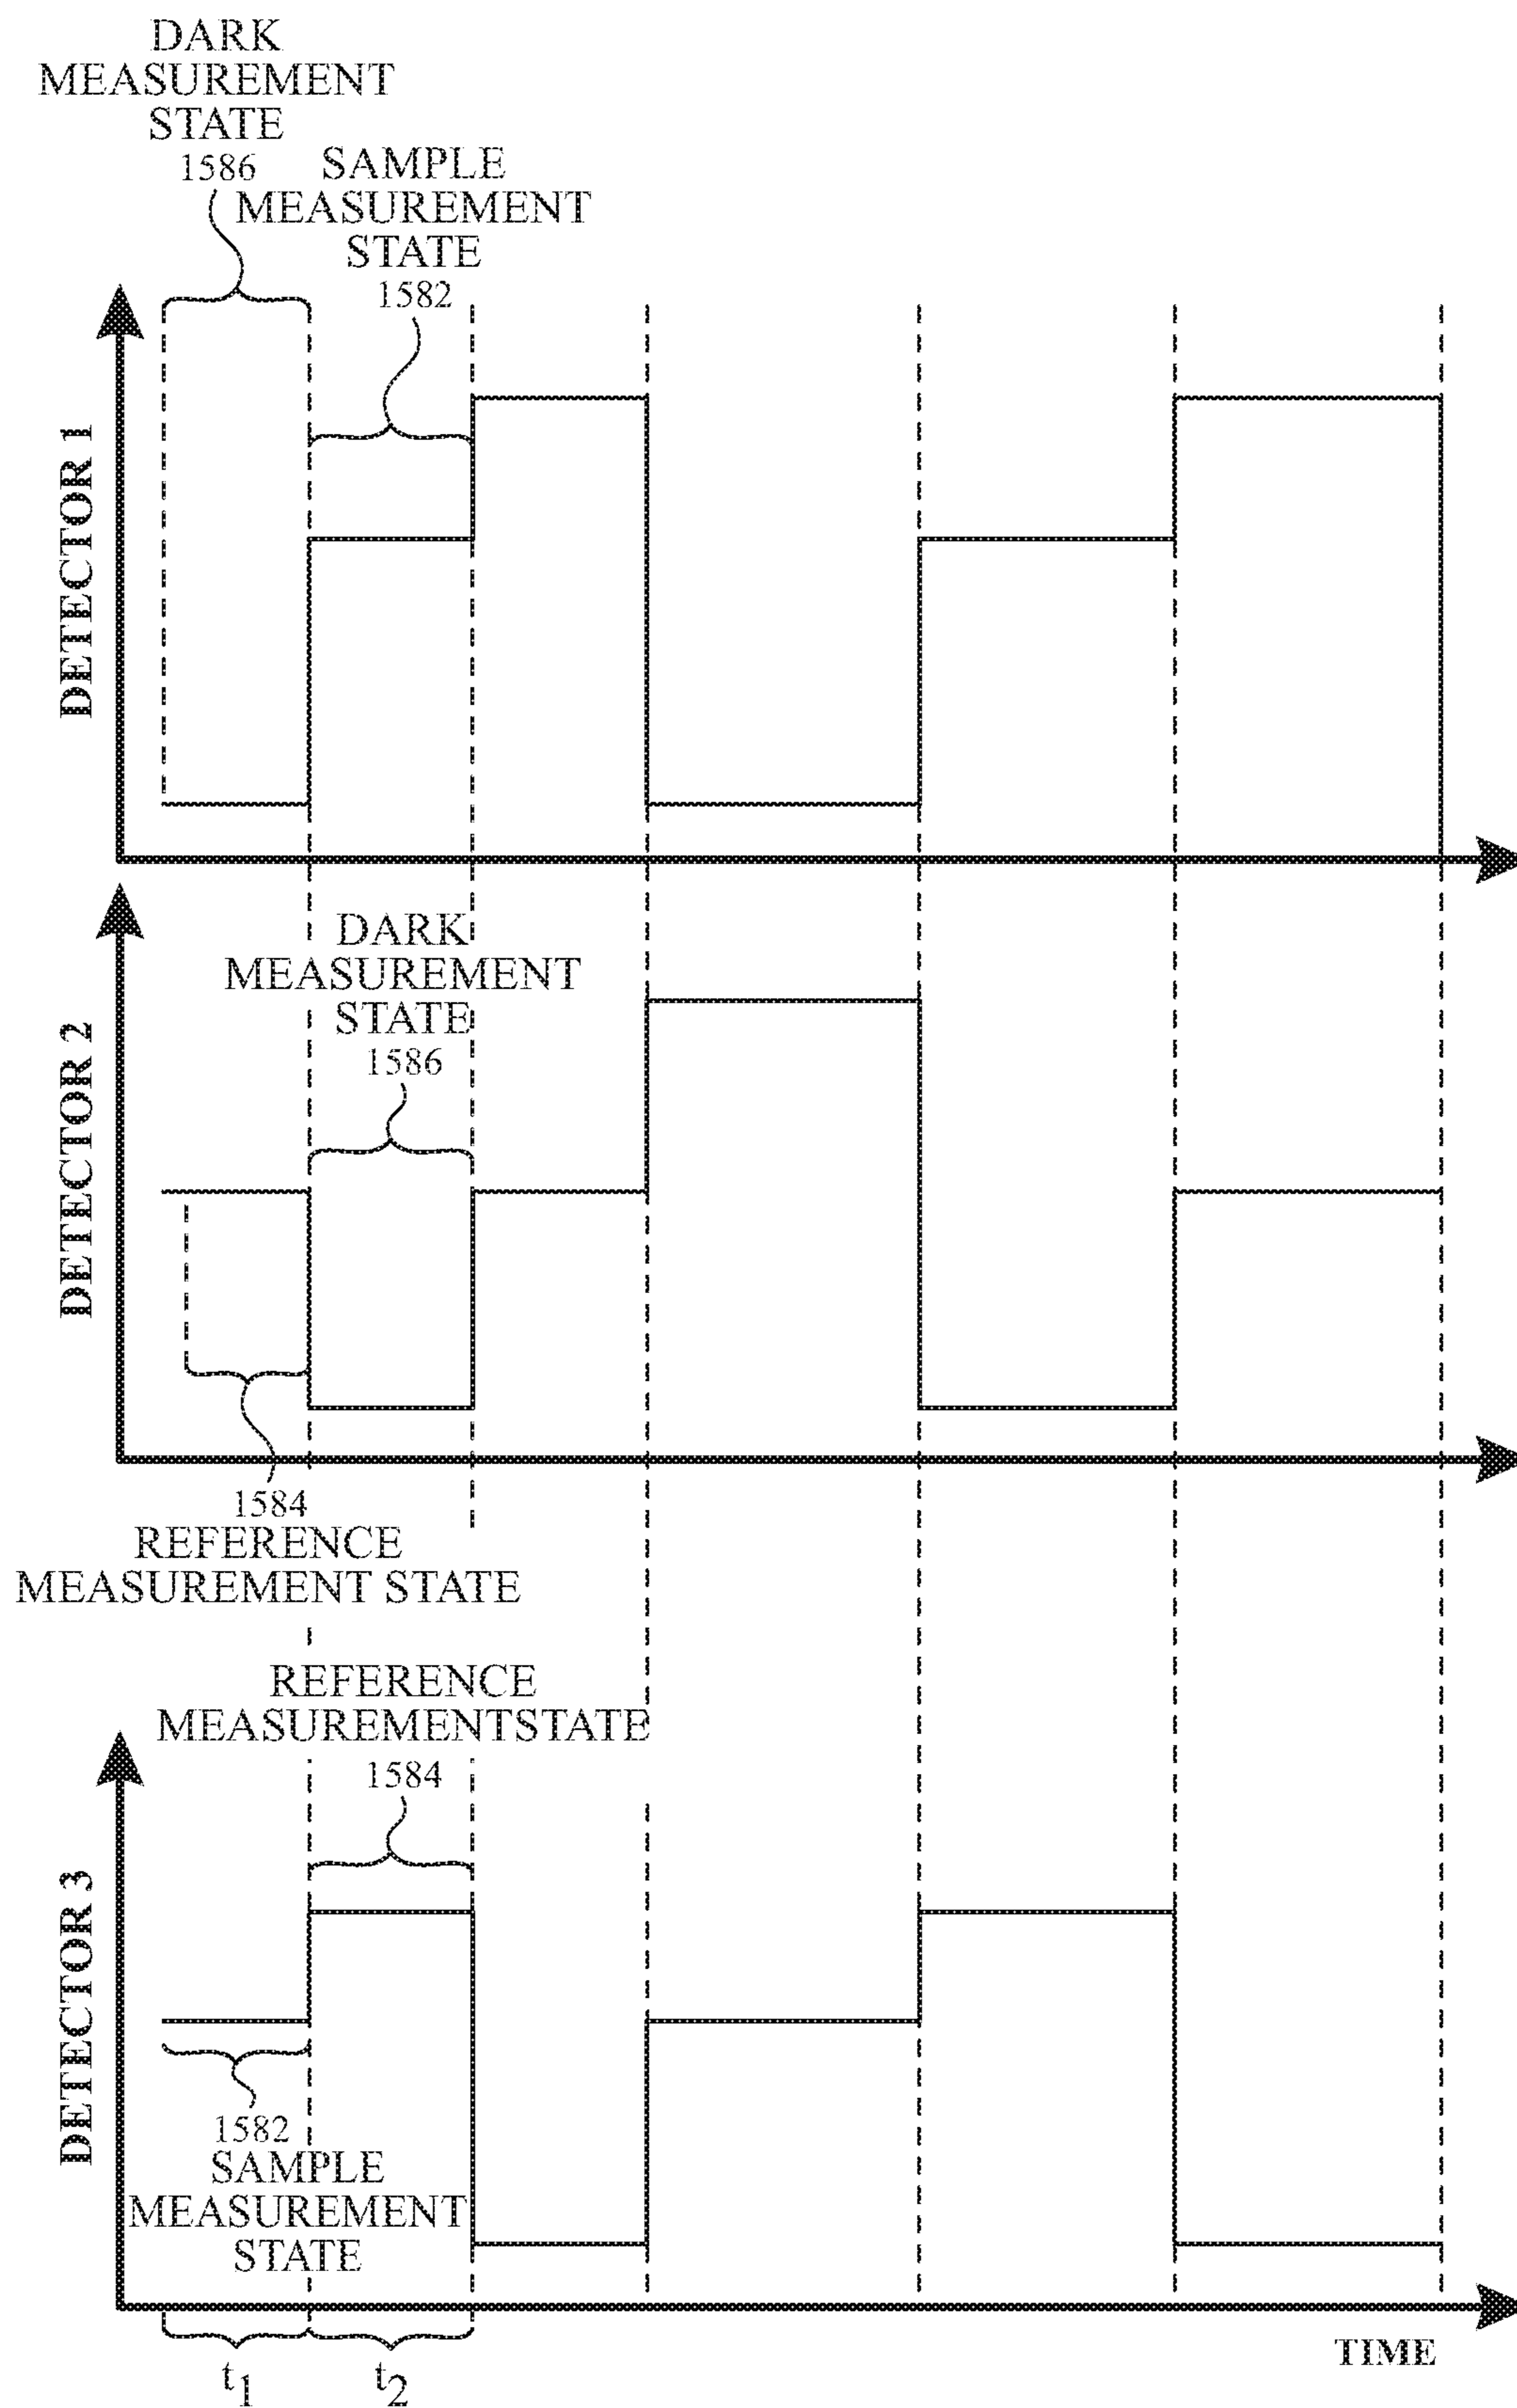 DARK
MEASUREMENT
STATE
1586
SAMPLE
MEASUREMENT
STATE
1582
DETECTOR 1
DARK
MEASUREMENT
STATE
1586
DETECTOR 2
1584
REFERENCE
MEASUREMENT STATE
REFERENCE
MEASUREMENTSTATE
1584
DETECTOR 3
1582
SAMPLE
MEASUREMENT
STATE
TIME
t1
t2